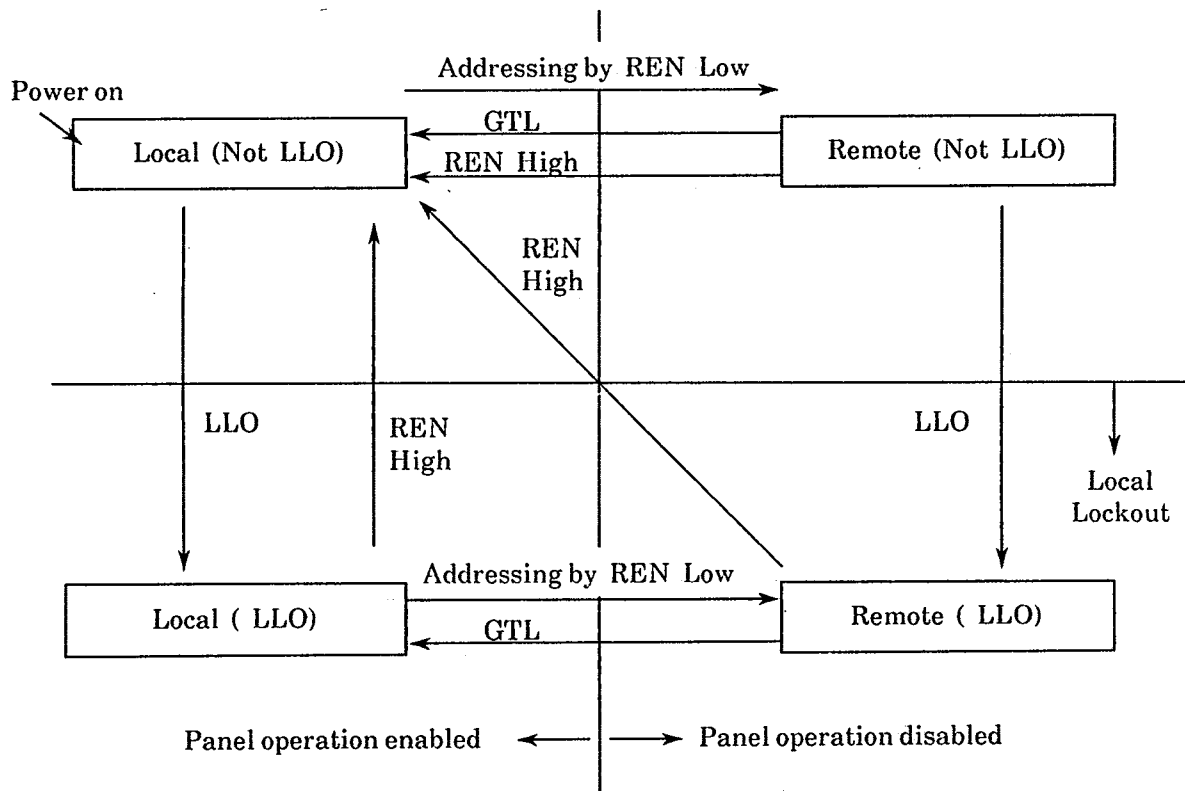 Addressing by REN Low
Power on
GTL
Local (Not LLO)
Remote (Not LLO)
REN High
REN
High
LLO
REN
High
LLO
Local
Lockout
Addressing by REN Low
Local ( LLO)
Remote ( LLO)
GTL
Panel operation enabled
Panel operation disabled